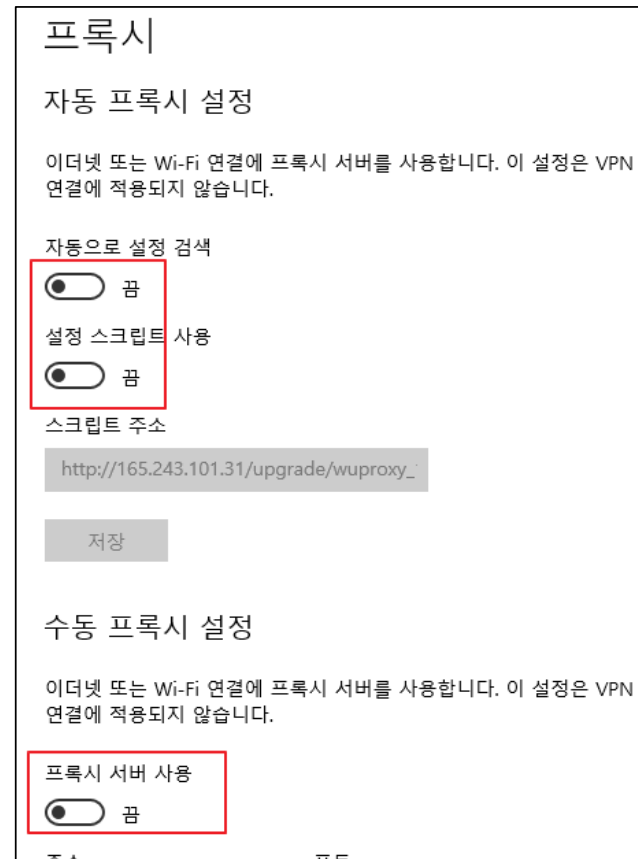 프록시
자동 프록시 설정
이더넷 또는 Wi-Fi 연결에 프록시 서버를 사용합니다. 이 설정은 VPN
연결에 적용되지 않습니다.
자동으로 설정 검색
끔
설정 스크립트 사용
끔
스크립트 주소
http://165.243.101.31/upgrade/wuproxy_
저장
수동 프록시 설정
이더넷 또는 Wi-Fi 연결에 프록시 서버를 사용합니다. 이 설정은 VPN
연결에 적용되지 않습니다.
프록시 서버 사용
끔